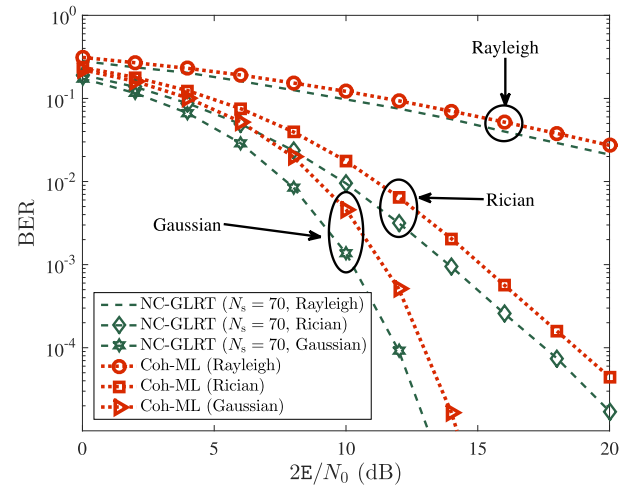 10^0
10^-1
10^-2
10^-3
10^-4
BER
Rayleigh
Rician
Gaussian
NC-GLRT (N_s = 70, Rayleigh)
NC-GLRT (N_s = 70, Rician)
NC-GLRT (N_s = 70, Gaussian)
Coh-ML (Rayleigh)
Coh-ML (Rician)
Coh-ML (Gaussian)
0 5 10 15 20
2E/N_0 (dB)